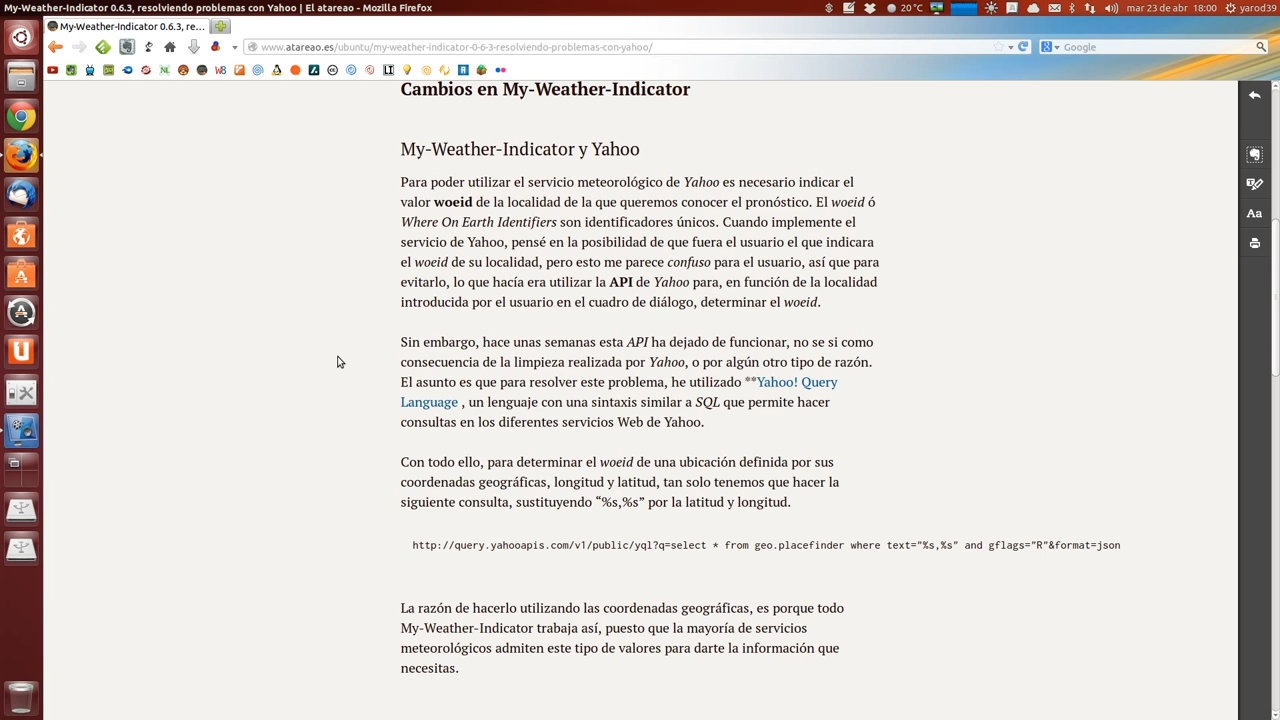 My-Weather-Indicator 0.6.3, resolviendo problemas con Yahoo | El atareao - Mozilla Firefox
20 °C
mar 23 de abr
18:00
yarod39
My-Weather-Indicator 0.6.3, re...
www.atareao.es/ubuntu/my-weather-indicator-0-6-3-resolviendo-problemas-con-yahoo/
Google
Cambios en My-Weather-Indicator
My-Weather-Indicator y Yahoo
Para poder utilizar el servicio meteorológico de Yahoo es necesario indicar el
valor woeid de la localidad de la que queremos conocer el pronóstico. El woeid ó
Where On Earth Identifiers son identificadores únicos. Cuando implemente el
servicio de Yahoo, pensé en la posibilidad de que fuera el usuario el que indicara
el woeid de su localidad, pero esto me parece confuso para el usuario, así que para
evitarlo, lo que hacía era utilizar la API de Yahoo para, en función de la localidad
introducida por el usuario en el cuadro de diálogo, determinar el woeid.
Sin embargo, hace unas semanas esta API ha dejado de funcionar, no se si como
consecuencia de la limpieza realizada por Yahoo, o por algún otro tipo de razón.
El asunto es que para resolver este problema, he utilizado **Yahoo! Query
Language , un lenguaje con una sintaxis similar a SQL que permite hacer
consultas en los diferentes servicios Web de Yahoo.
Con todo ello, para determinar el woeid de una ubicación definida por sus
coordenadas geográficas, longitud y latitud, tan solo tenemos que hacer la
siguiente consulta, sustituyendo “%s,%s” por la latitud y longitud.
http://query.yahooapis.com/v1/public/yql?q=select * from geo.placefinder where text="%s,%s" and gflags="R"&format=json
La razón de hacerlo utilizando las coordenadas geográficas, es porque todo
My-Weather-Indicator trabaja así, puesto que la mayoría de servicios
meteorológicos admiten este tipo de valores para darte la información que
necesitas.
Aa